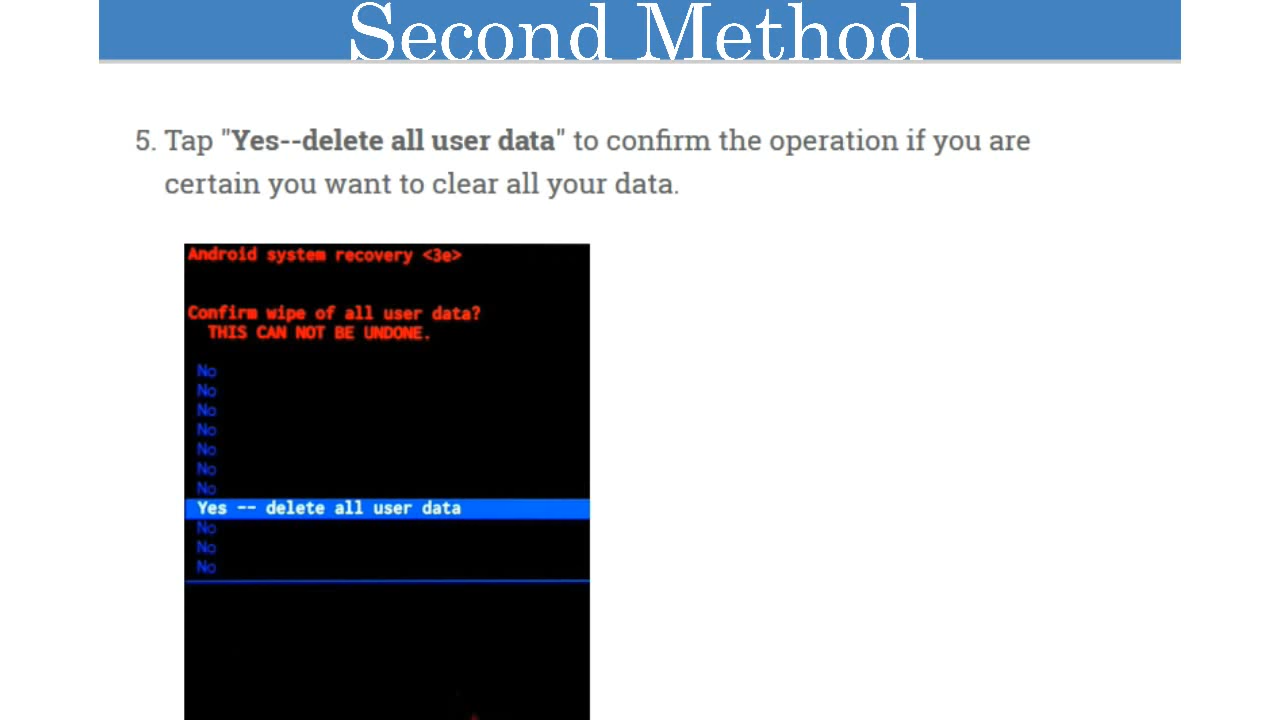 Second Method
5. Tap "Yes--delete all user data" to confirm the operation if you are
certain you want to clear all your data.
Android system recovery <3e>
Confirm wipe of all user data?
THIS CAN NOT BE UNDONE.
No
No
No
No
No
No
No
Yes -- delete all user data
No
No
No